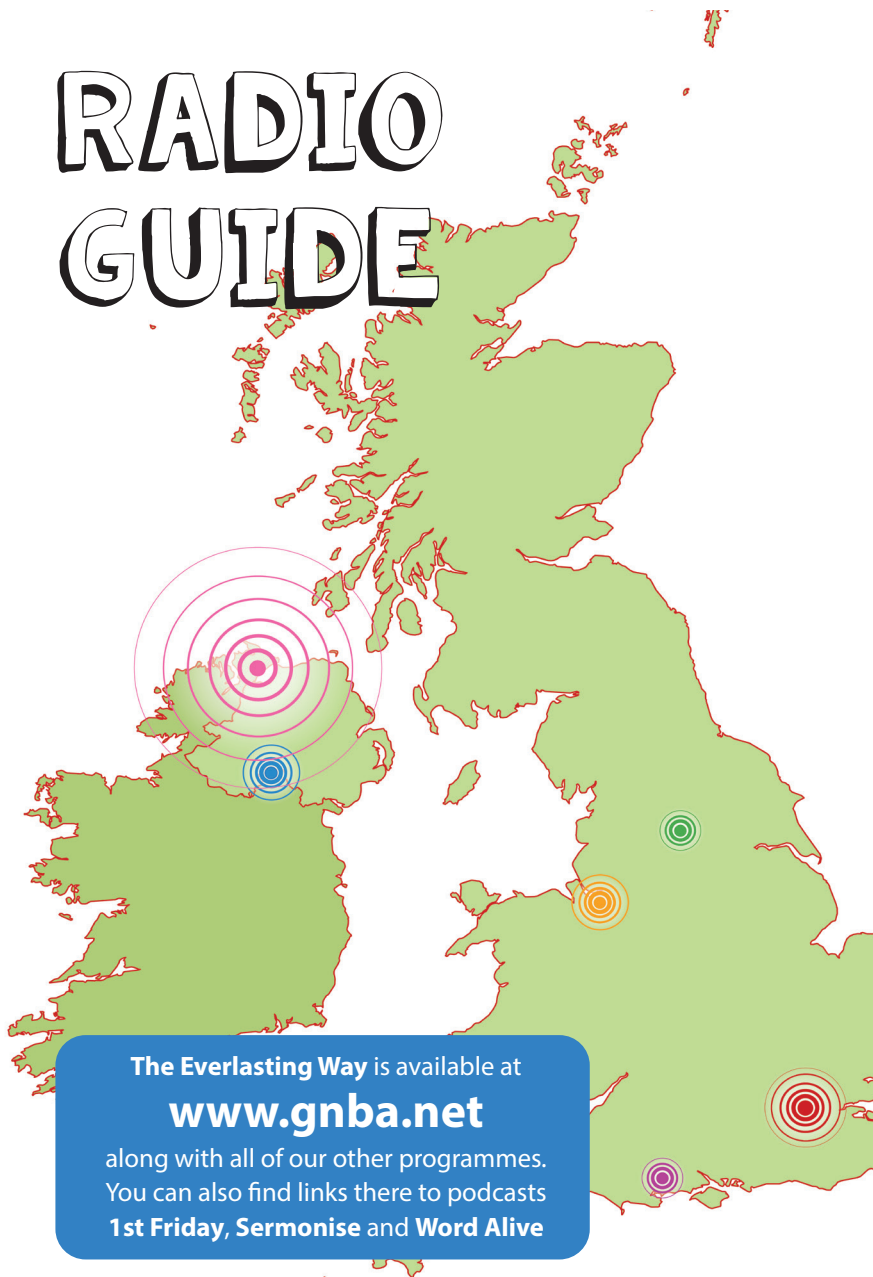 RADIO
GUIDE
The Everlasting Way is available at
www.gnba.net
along with all of our other programmes.
You can also find links there to podcasts
1st Friday, Sermonise and Word Alive